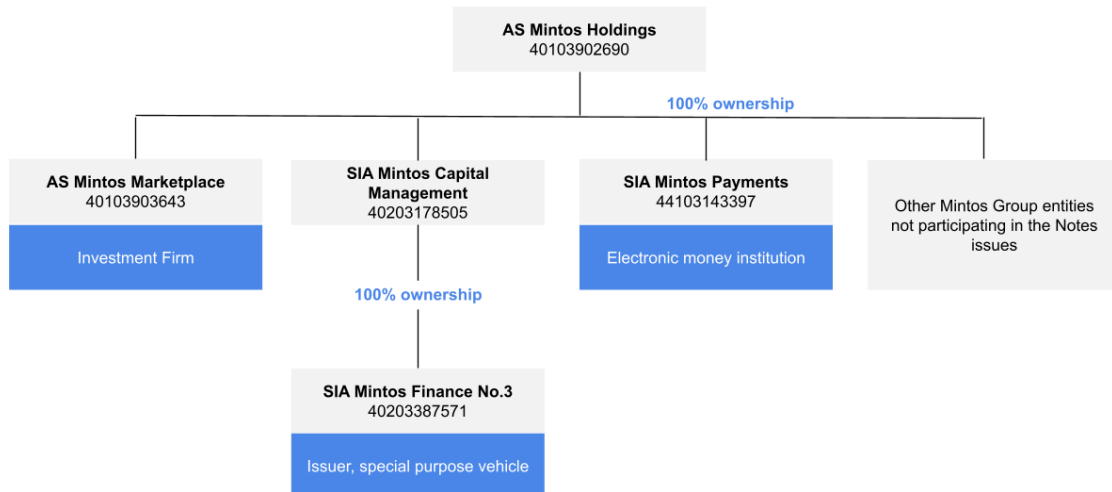 AS Mintos Holdings
40103902690
100% ownership
AS Mintos Marketplace
40103903643
Investment Firm
SIA Mintos Capital
Management
40203178505
SIA Mintos Payments
44103143397
Electronic money institution
Other Mintos Group entities
not participating in the Notes
issues
100% ownership
SIA Mintos Finance No.3
40203387571
Issuer, special purpose vehicle